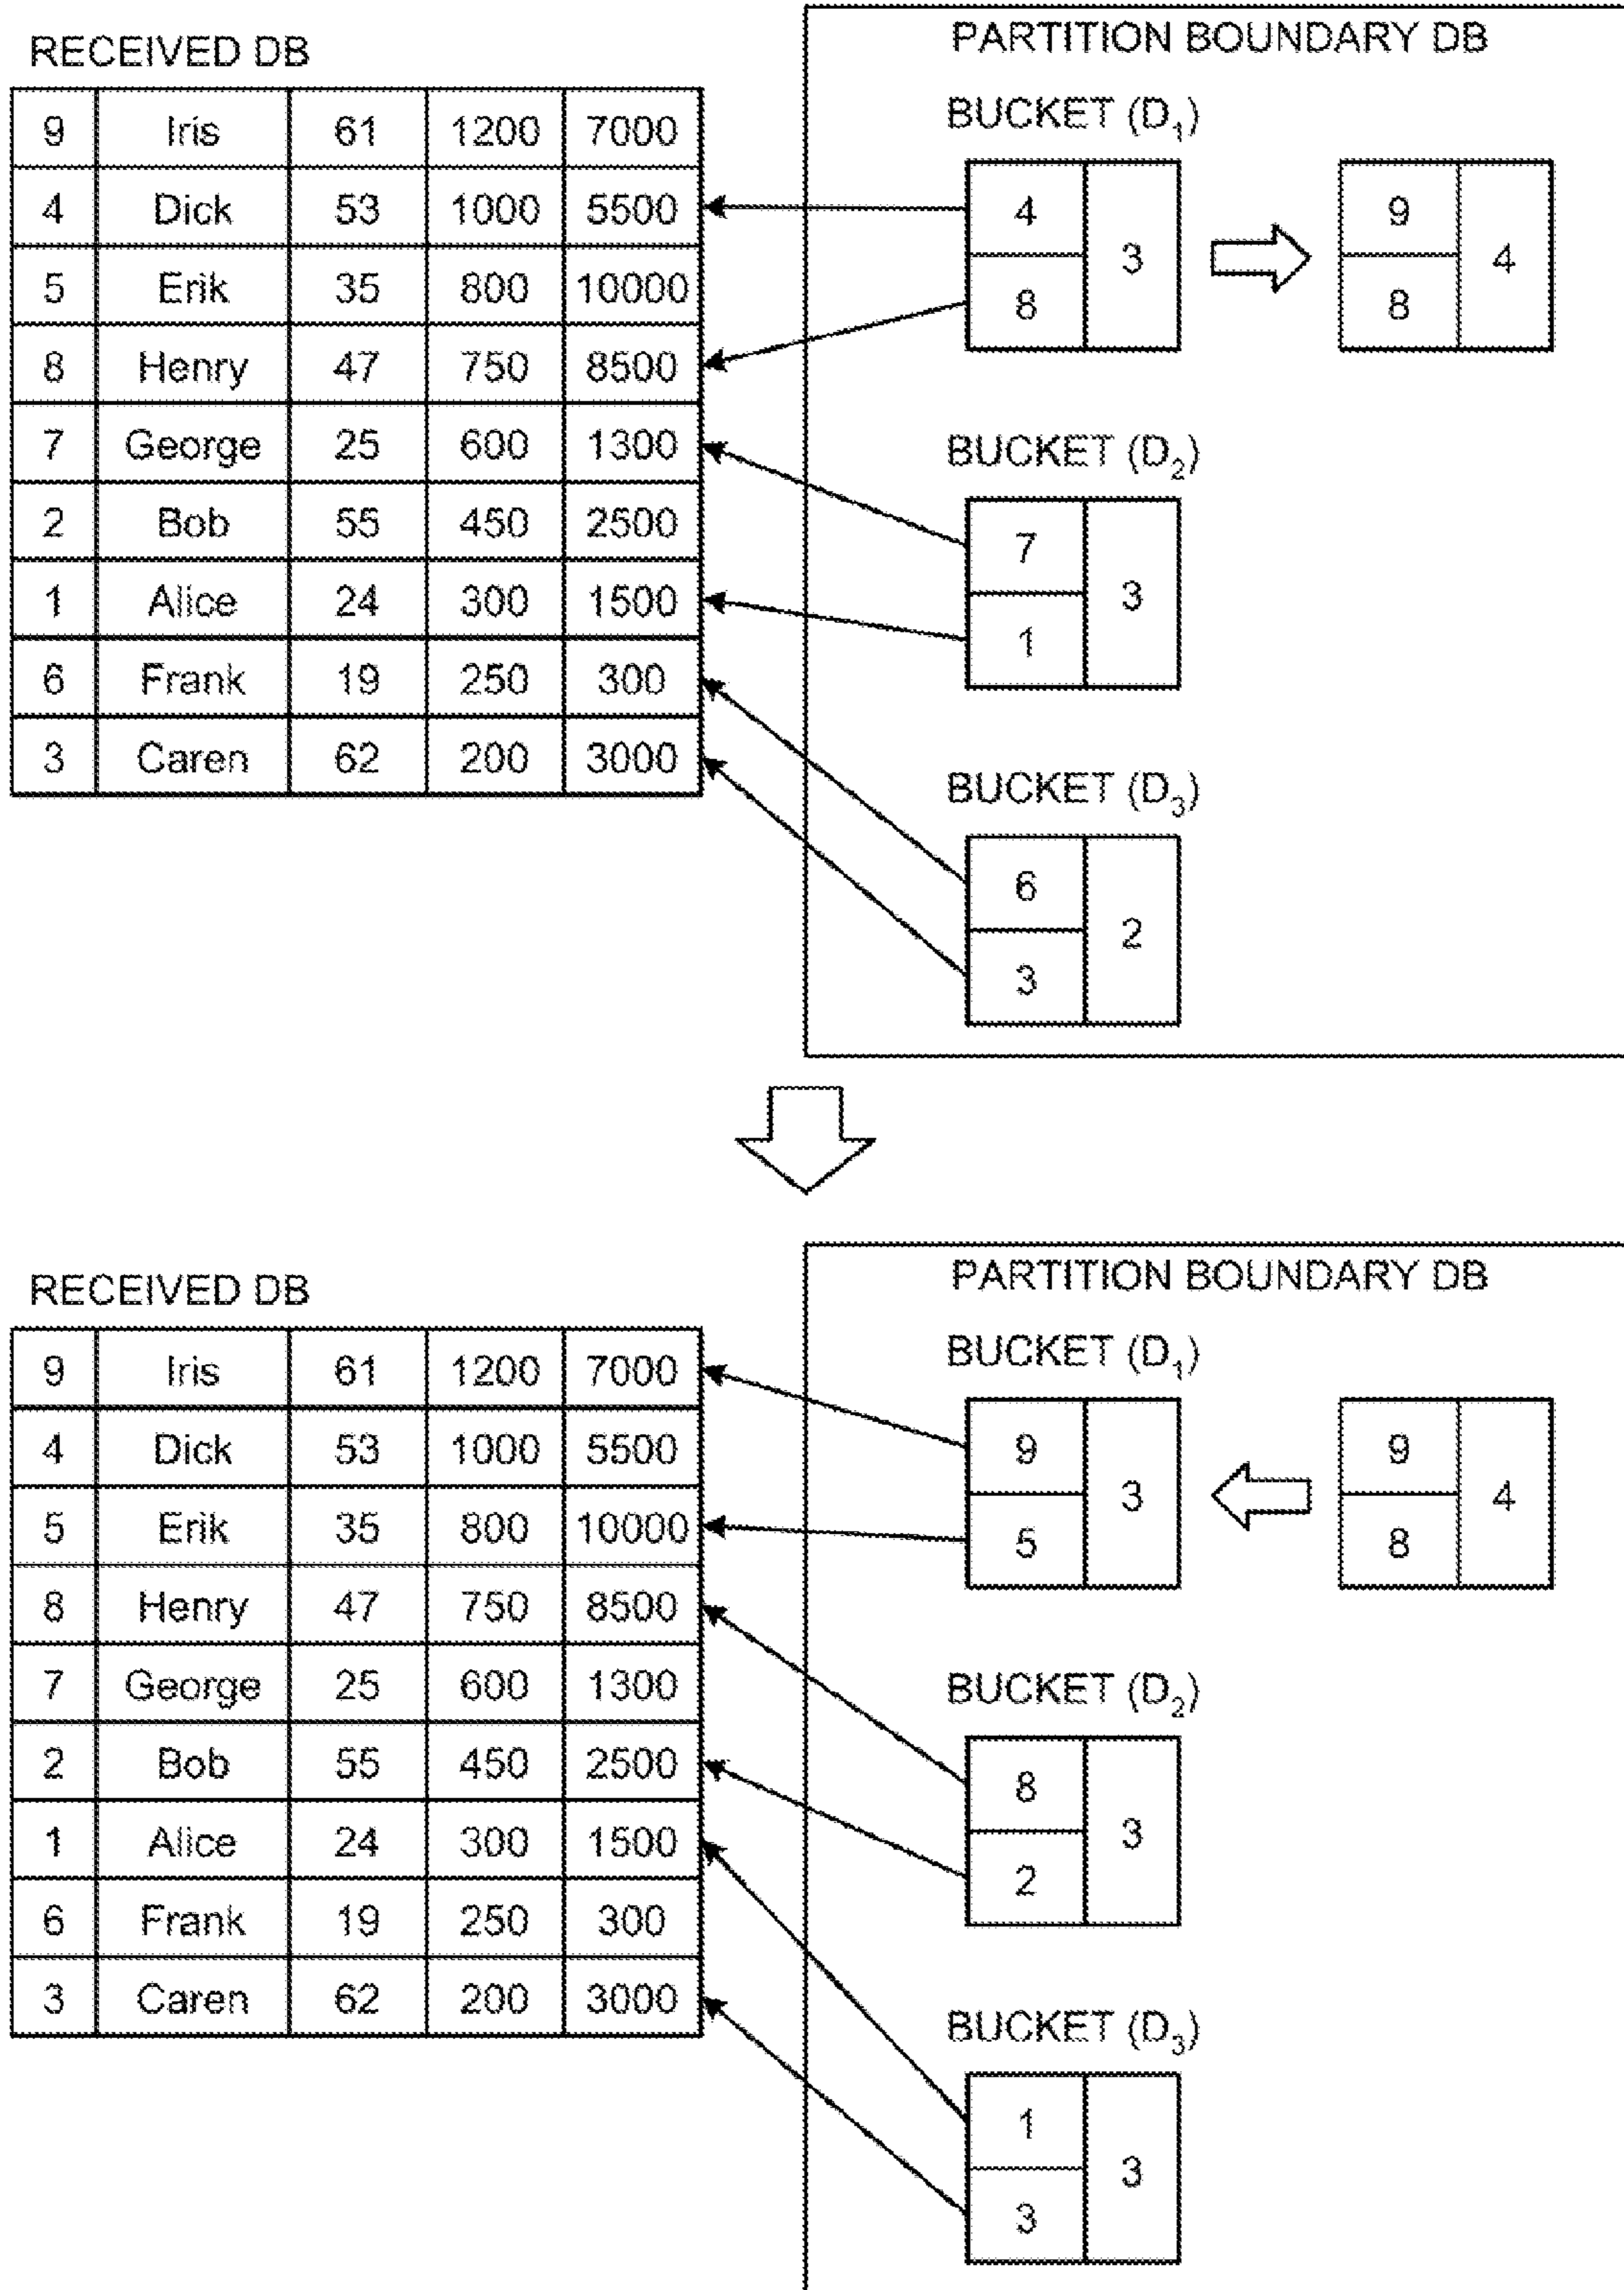 RECEIVED DB
9 Iris 61 1200 7000
4 Dick 53 1000 5500
5 Erik 35 800 10000
8 Henry 47 750 8500
7 George 25 600 1300
2 Bob 55 450 2500
1 Alice 24 300 1500
6 Frank 19 250 300
3 Caren 62 200 3000
PARTITION BOUNDARY DB
BUCKET (D₁)
4
3
8
9
4
8
BUCKET (D₂)
7
3
1
BUCKET (D₃)
6
2
3
RECEIVED DB
9 Iris 61 1200 7000
4 Dick 53 1000 5500
5 Erik 35 800 10000
8 Henry 47 750 8500
7 George 25 600 1300
2 Bob 55 450 2500
1 Alice 24 300 1500
6 Frank 19 250 300
3 Caren 62 200 3000
PARTITION BOUNDARY DB
BUCKET (D₁)
9
3
5
9
4
8
BUCKET (D₂)
8
3
2
BUCKET (D₃)
1
3
3